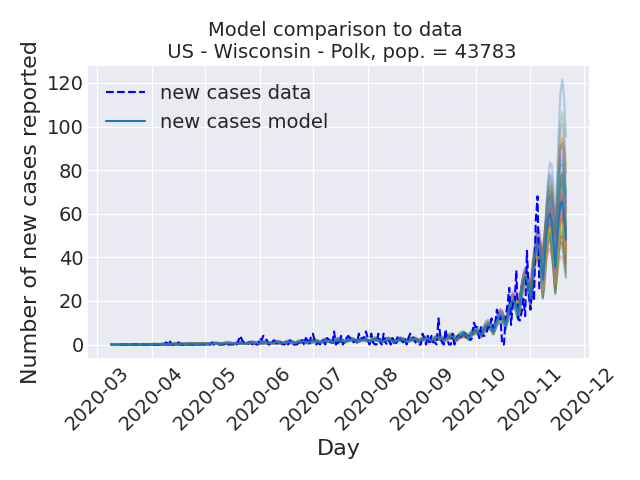 Model comparison to data
US - Wisconsin - Polk, pop. = 43783
Number of new cases reported
120
100
80
60
40
20
0
new cases data
new cases model
2020-03
2020-04
2020-05
2020-06
2020-07
2020-08
2020-09
2020-10
2020-11
2020-12
Day